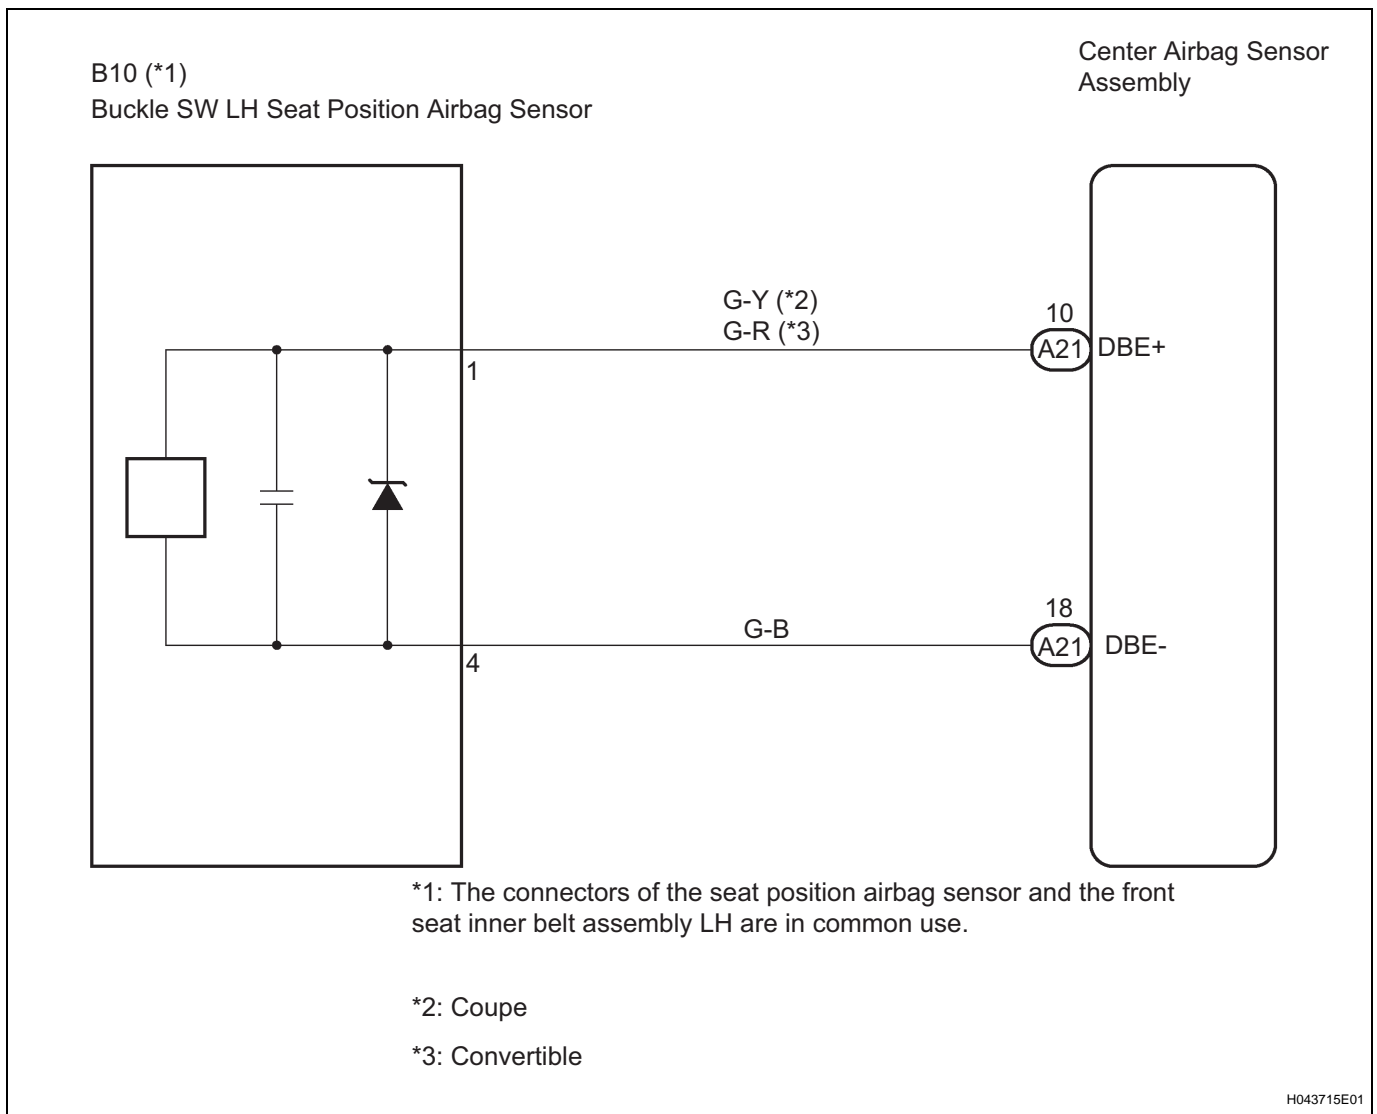 B10 (*1)
Buckle SW LH Seat Position Airbag Sensor
Center Airbag Sensor
Assembly
G-Y (*2)
G-R (*3)
1
10
A21
DBE+
G-B
4
18
A21
DBE-
*1: The connectors of the seat position airbag sensor and the front
seat inner belt assembly LH are in common use.
*2: Coupe
*3: Convertible
H043715E01